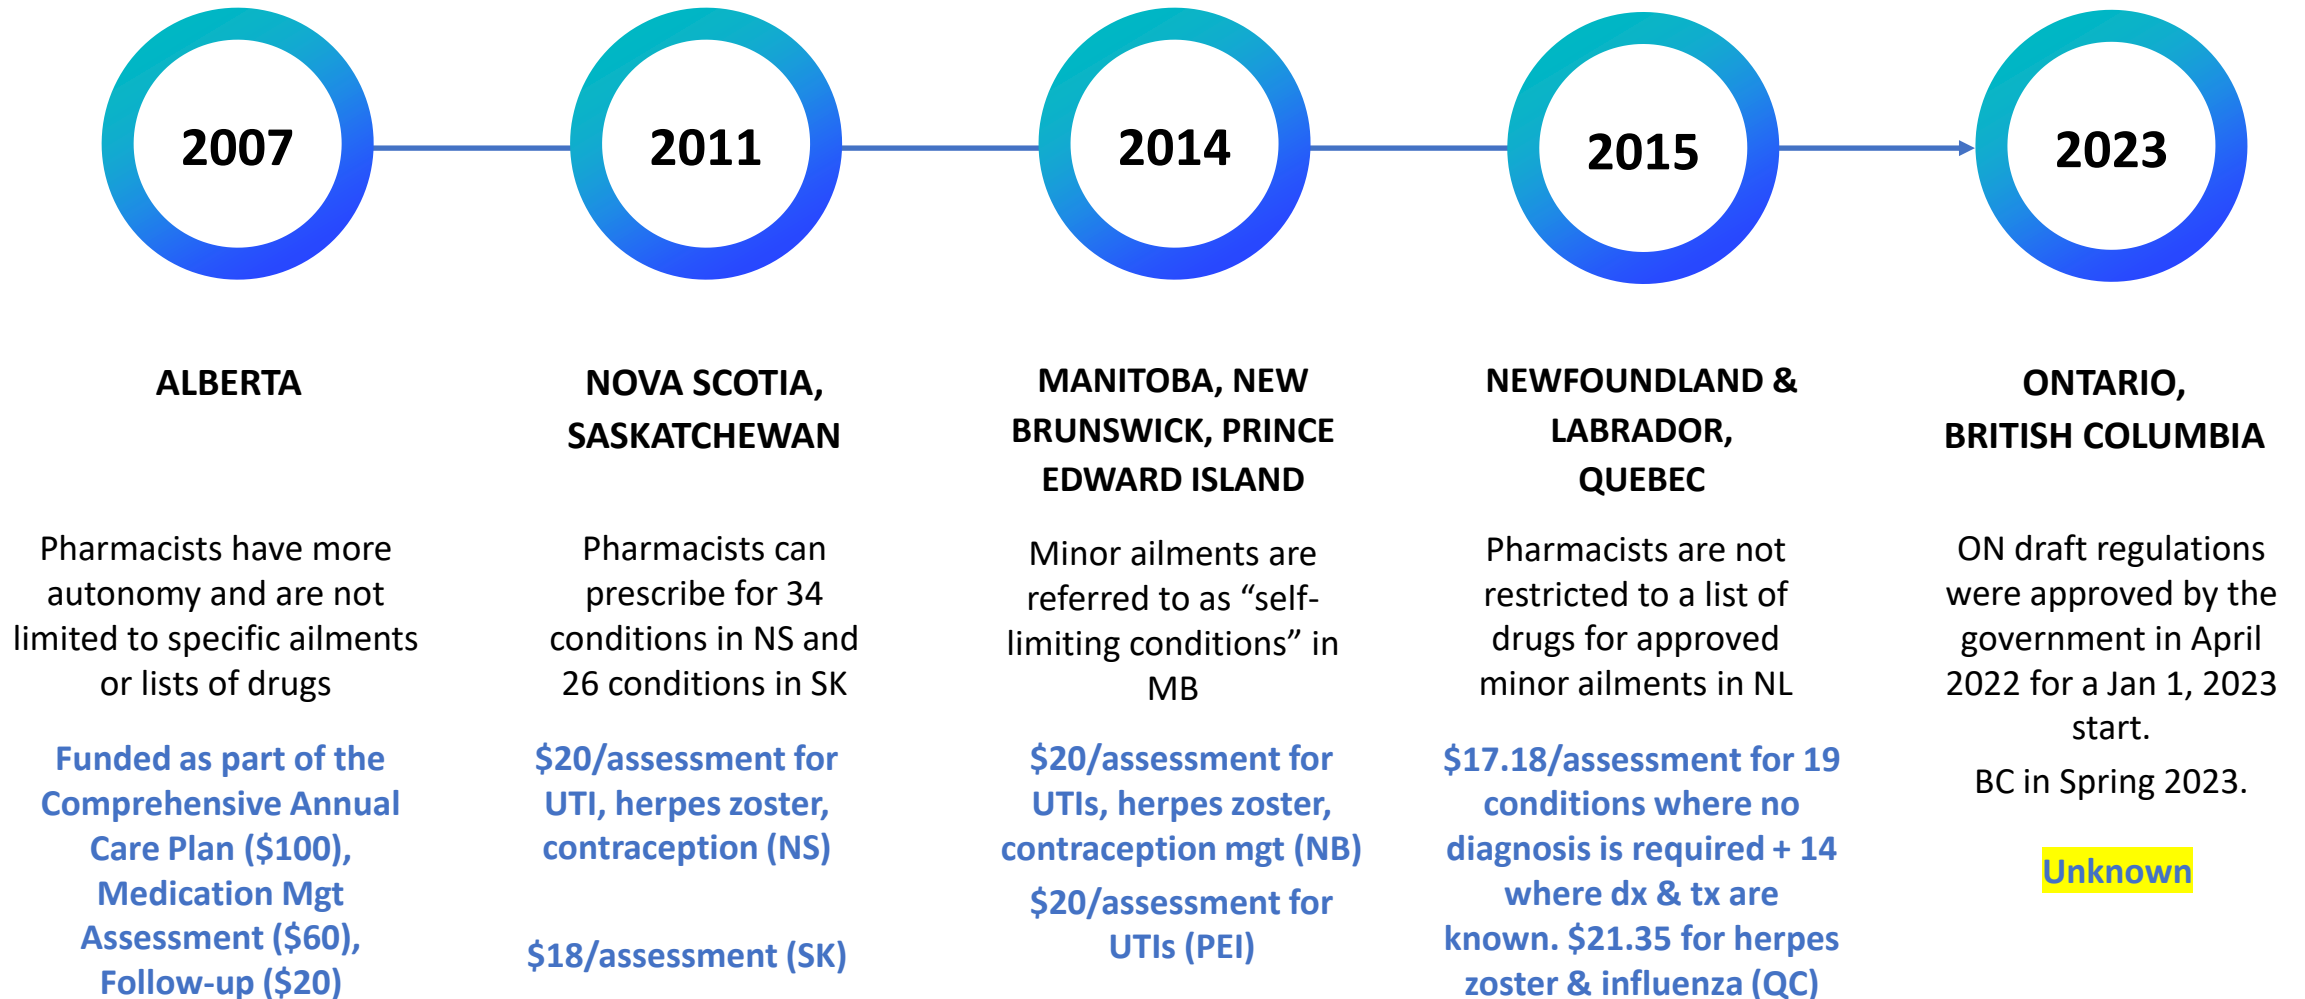 2007
2011
2014
2015
2023
ALBERTA
Pharmacists have more
autonomy and are not
limited to specific ailments
or lists of drugs
Funded as part of the
Comprehensive Annual
Care Plan ($100),
Medication Mgt
Assessment ($60),
Follow-up ($20)
NOVA SCOTIA,
SASKATCHEWAN
Pharmacists can
prescribe for 34
conditions in NS and
26 conditions in SK
$20/assessment for
UTI, herpes zoster,
contraception (NS)
$18/assessment (SK)
MANITOBA, NEW
BRUNSWICK, PRINCE
EDWARD ISLAND
Minor ailments are
referred to as “self-
limiting conditions” in
MB
$20/assessment for
UTIs, herpes zoster,
contraception mgt (NB)
$20/assessment for
UTIs (PEI)
NEWFOUNDLAND &
LABRADOR,
QUEBEC
Pharmacists are not
restricted to a list of
drugs for approved
minor ailments in NL
$17.18/assessment for 19
conditions where no
diagnosis is required + 14
where dx & tx are
known. $21.35 for herpes
zoster & influenza (QC)
ONTARIO,
BRITISH COLUMBIA
ON draft regulations
were approved by the
government in April
2022 for a Jan 1, 2023
start.
BC in Spring 2023.
Unknown